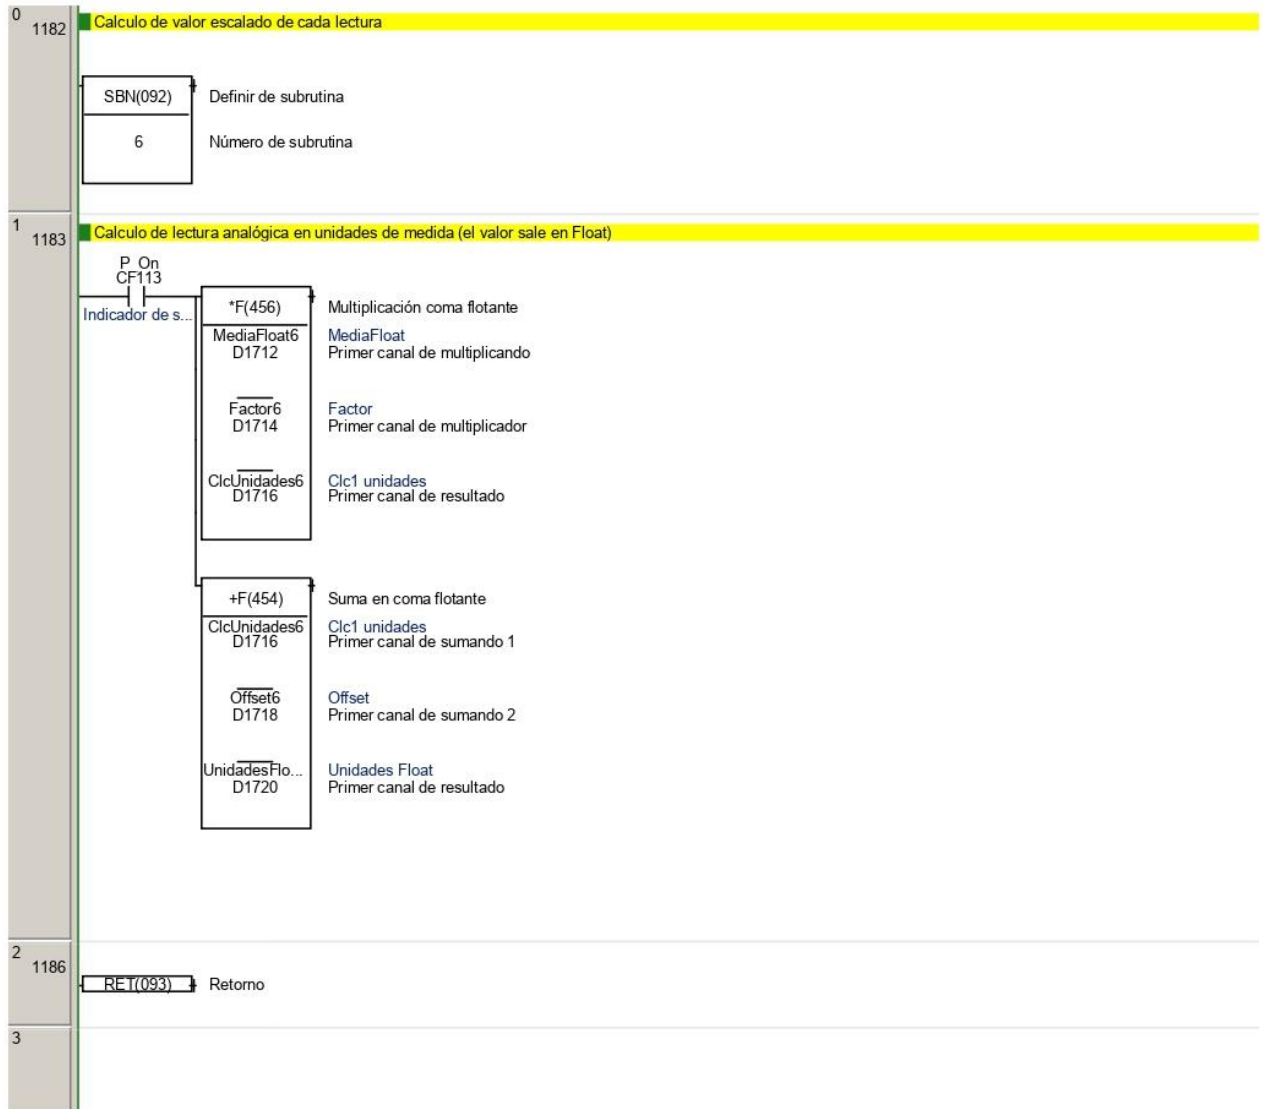 0
1182
Calculo de valor escalado de cada lectura
SBN(092)
Definir de subrutina
6
Número de subrutina
1
1183
Calculo de lectura analógica en unidades de medida (el valor sale en Float)
P_On
CF113
Indicador de s...
*F(456)
Multiplicación coma flotante
MediaFloat6
MediaFloat
D1712
Primer canal de multiplicando
Factor6
Factor
D1714
Primer canal de multiplicador
ClcUnidades6
Clc1 unidades
D1716
Primer canal de resultado
+F(454)
Suma en coma flotante
ClcUnidades6
Clc1 unidades
D1716
Primer canal de sumando 1
Offset6
Offset
D1718
Primer canal de sumando 2
UnidadesFlo...
Unidades Float
D1720
Primer canal de resultado
2
1186
RET(093)
Retorno
3